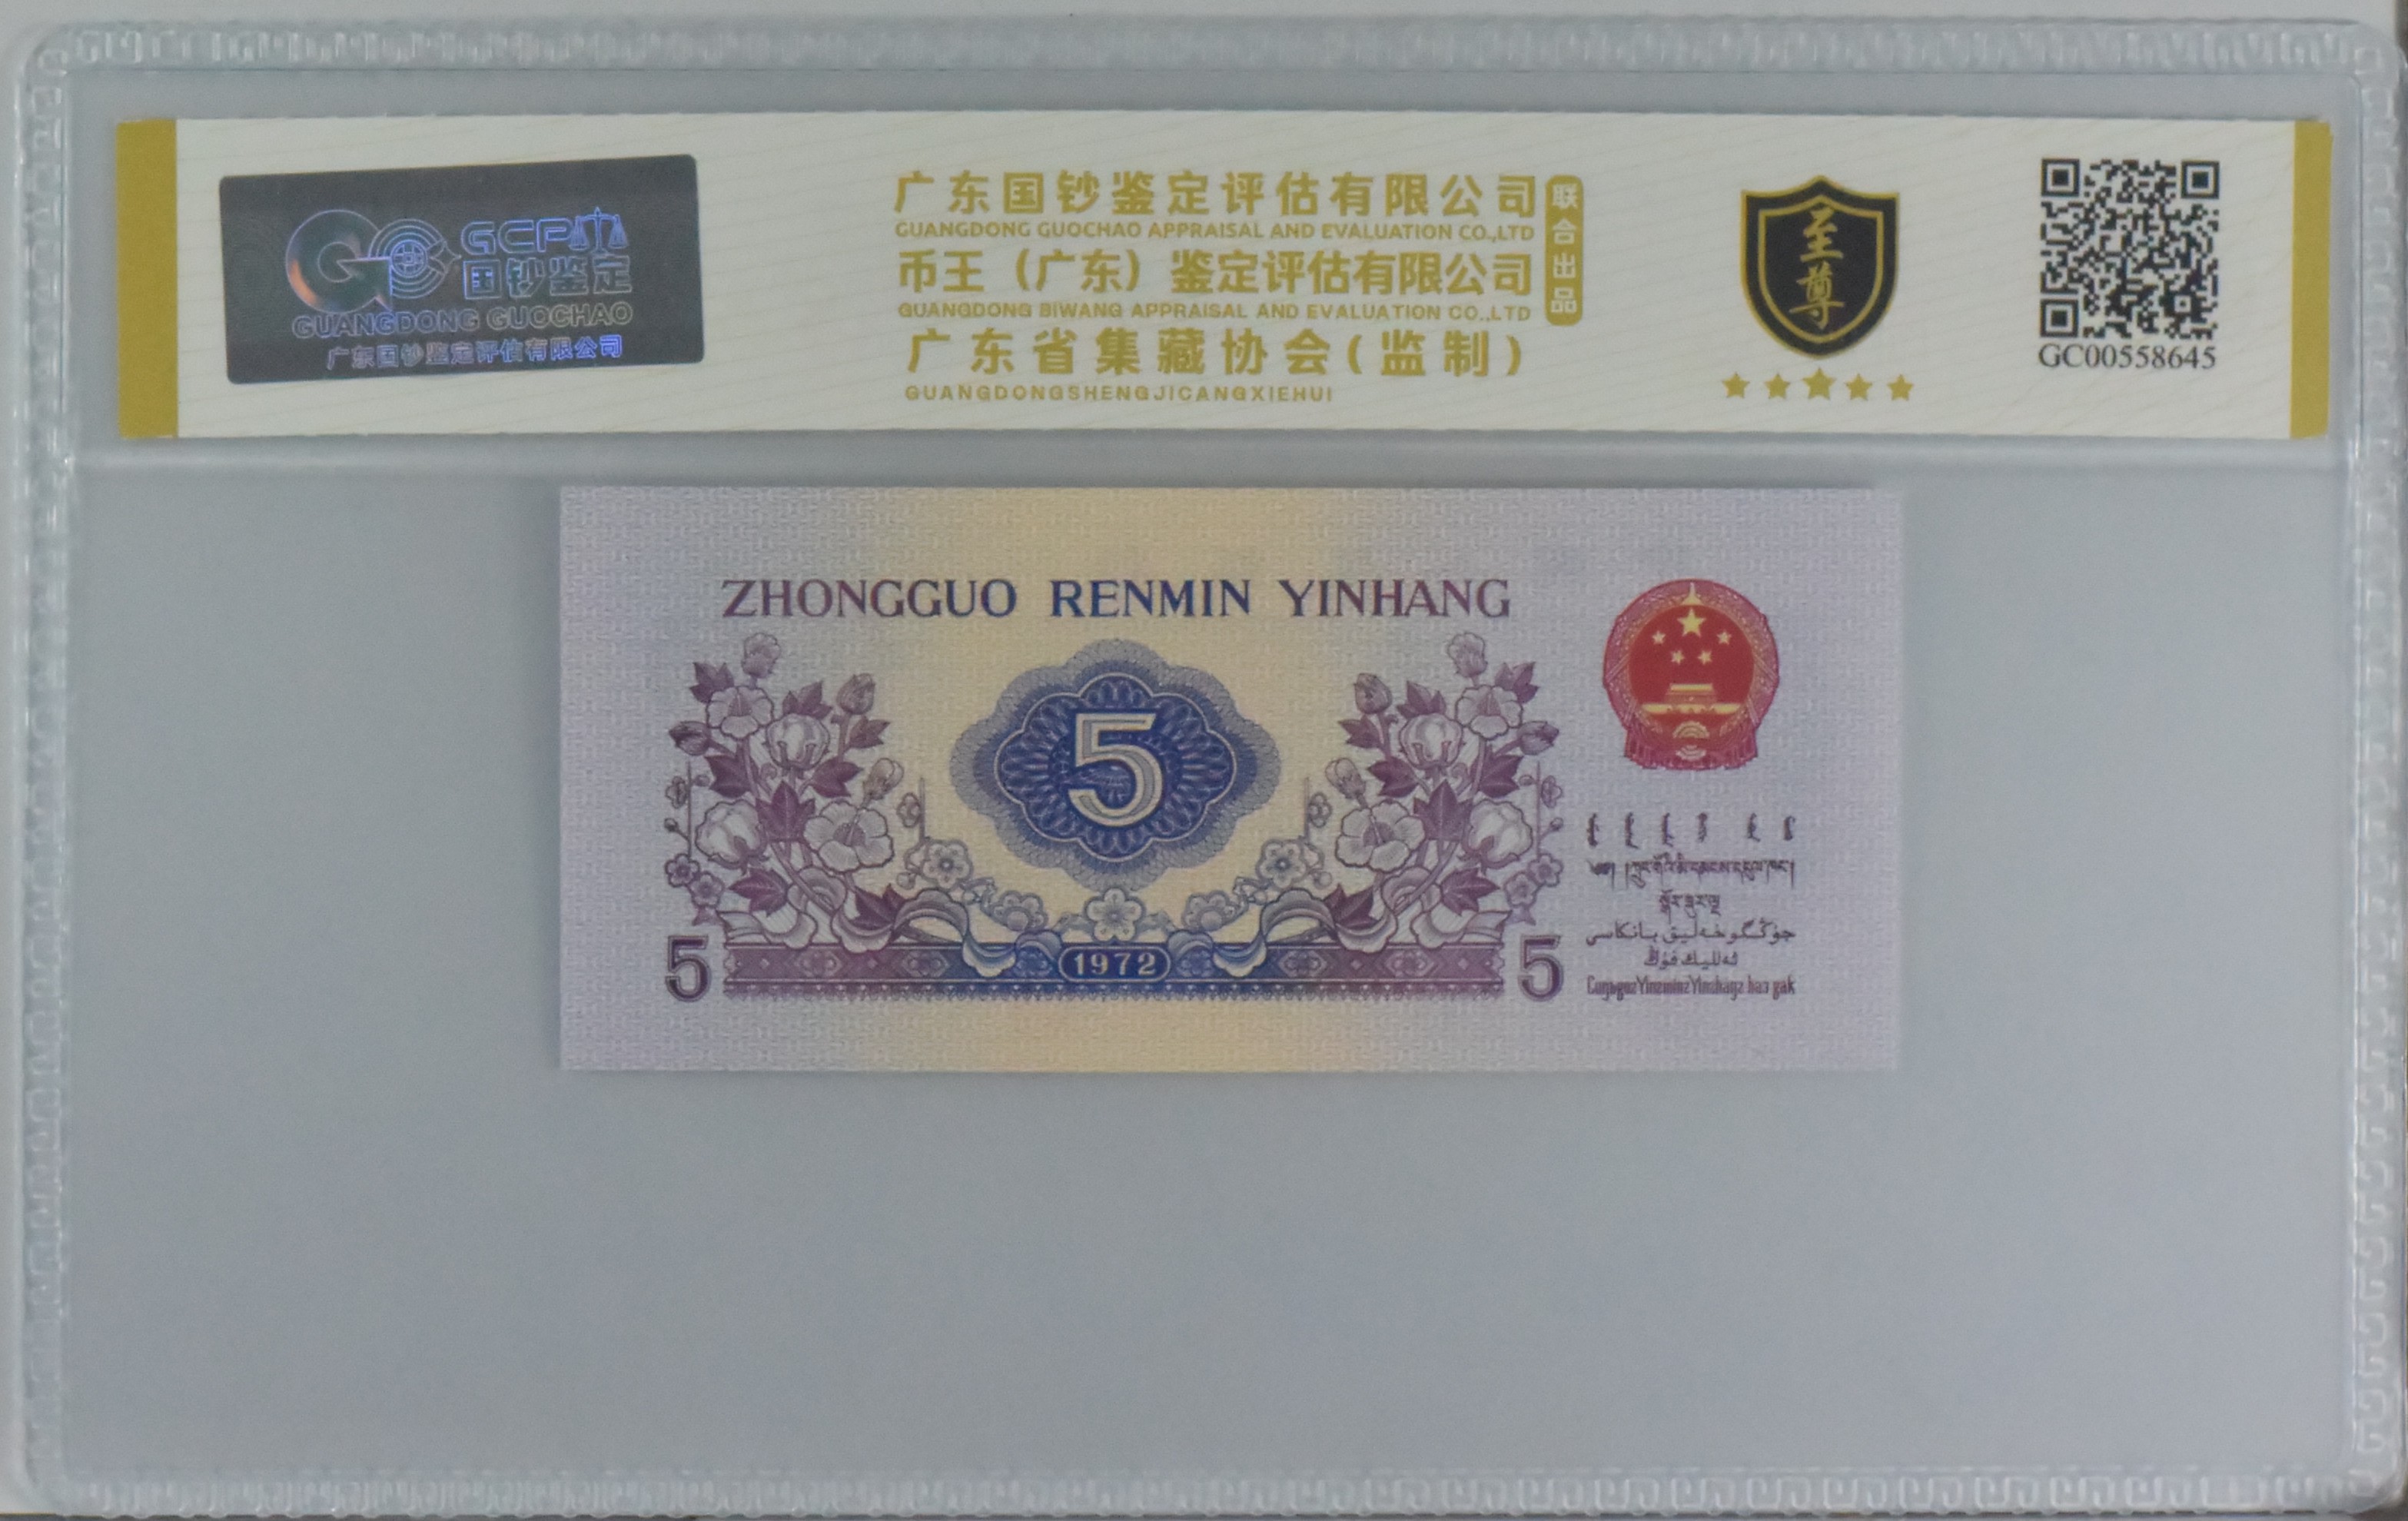 GCPA
国钞鉴定
GUANGDONG GUOCHAO
广东国钞鉴定评估有限公司
广东国钞鉴定评估有限公司
GUANGDONG GUOCHAO APPRAISAL AND EVALUATION CO.,LTD
币王（广东）鉴定评估有限公司
GUANGDONG BIWANG APPRAISAL AND EVALUATION CO.,LTD
广东省集藏协会(监制)
GUANGDONGSHENGJICANGXIEHUI
联合出品
至尊
GC00558645
ZHONGGUO RENMIN YINHANG
5
1972
5
5
جۇڭگو خەلىق بانكىسى